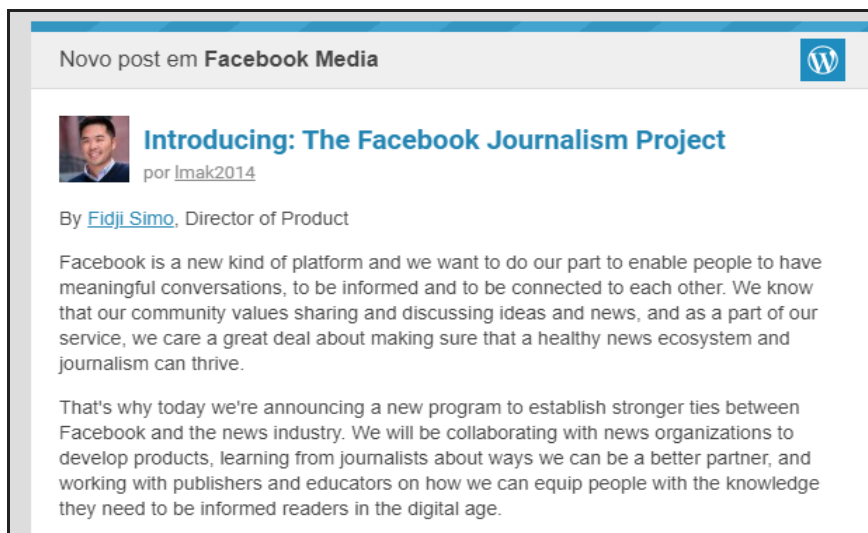 Novo post em Facebook Media
Introducing: The Facebook Journalism Project
por lmak2014
By Fidji Simo, Director of Product
Facebook is a new kind of platform and we want to do our part to enable people to have
meaningful conversations, to be informed and to be connected to each other. We know
that our community values sharing and discussing ideas and news, and as a part of our
service, we care a great deal about making sure that a healthy news ecosystem and
journalism can thrive.
That's why today we're announcing a new program to establish stronger ties between
Facebook and the news industry. We will be collaborating with news organizations to
develop products, learning from journalists about ways we can be a better partner, and
working with publishers and educators on how we can equip people with the knowledge
they need to be informed readers in the digital age.